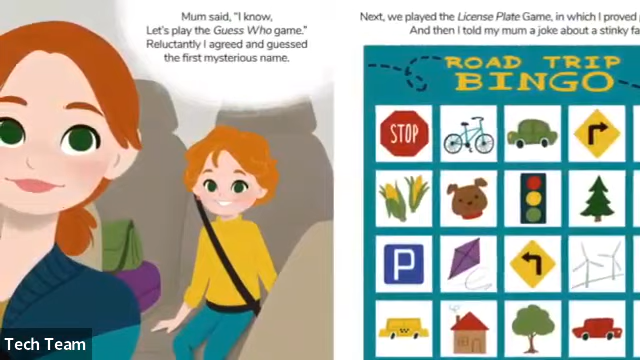 Mum said, "I know,
Let's play the Guess Who game."
Reluctantly I agreed and guessed
the first mysterious name.
Next, we played the License Plate Game, in which I proved
And then I told my mum a joke about a stinky
ROAD TRIP
BINGO
STOP
P
Tech Team